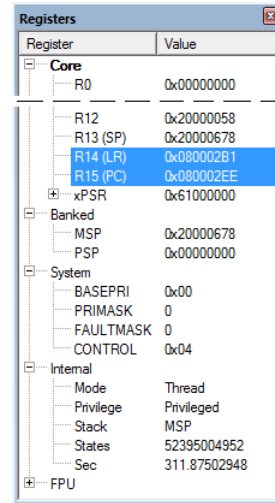 Registers
Register Value
Core
R0 0x00000000
R12 0x20000058
R13 (SP) 0x20000678
R14 (LR) 0x080002B1
R15 (PC) 0x080002EE
xPSR 0x61000000
Banked
MSP 0x20000678
PSP 0x00000000
System
BASEPRI 0x00
PRIMASK 0
FAULTMASK 0
CONTROL 0x04
Internal
Mode Thread
Privilege Privileged
Stack MSP
States 52395004952
Sec 311.87502948
FPU